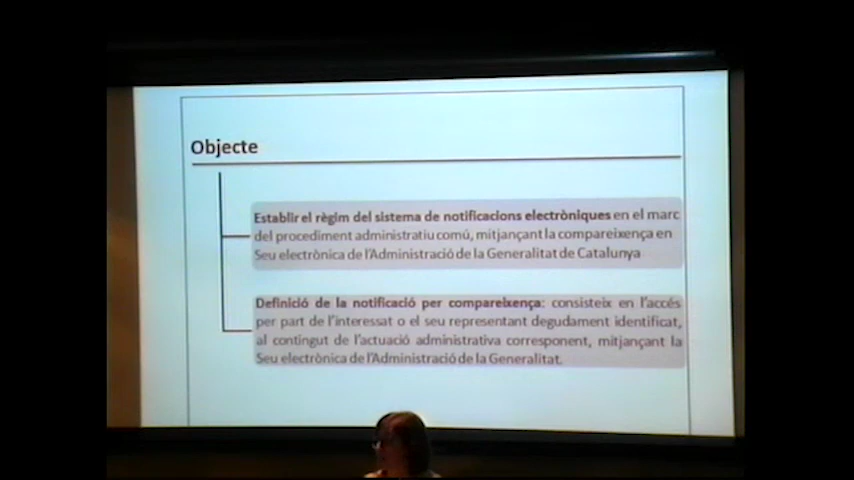 Objecte
Establir el règim del sistema de notificacions electròniques en el marc
del procediment administratiu comú, mitjançant la compareixença en
Seu electrònica de l'Administració de la Generalitat de Catalunya
Definició de la notificació per compareixença: consisteix en l'accés
per part de l'interessat o el seu representant degudament identificat,
al contingut de l'actuació administrativa corresponent, mitjançant la
Seu electrònica de l'Administració de la Generalitat.